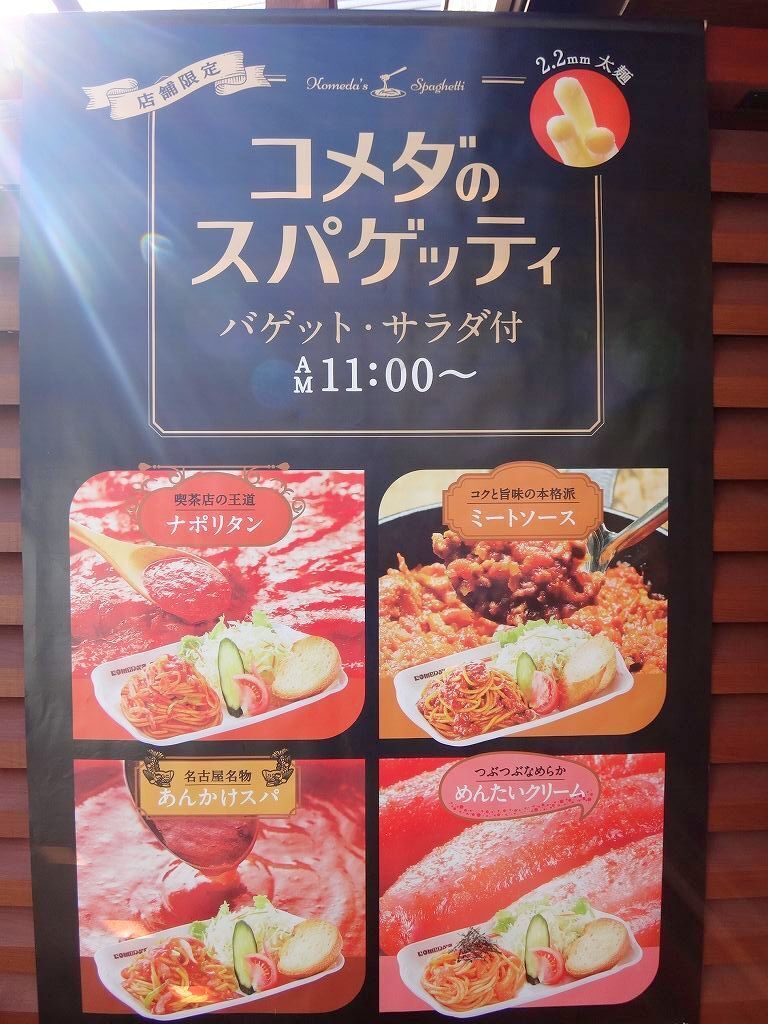 店舗限定
Komeda's Spaghetti
2.2mm 太麺
コメダの
スパゲッティ
バゲット・サラダ付
AM 11:00～
喫茶店の王道
ナポリタン
コクと旨味の本格派
ミートソース
KOMEDA'S
KOMEDA'S
名古屋名物
あんかけスパ
つぶつぶなめらか
めんたいクリーム
KOMEDA'S
KOMEDA'S